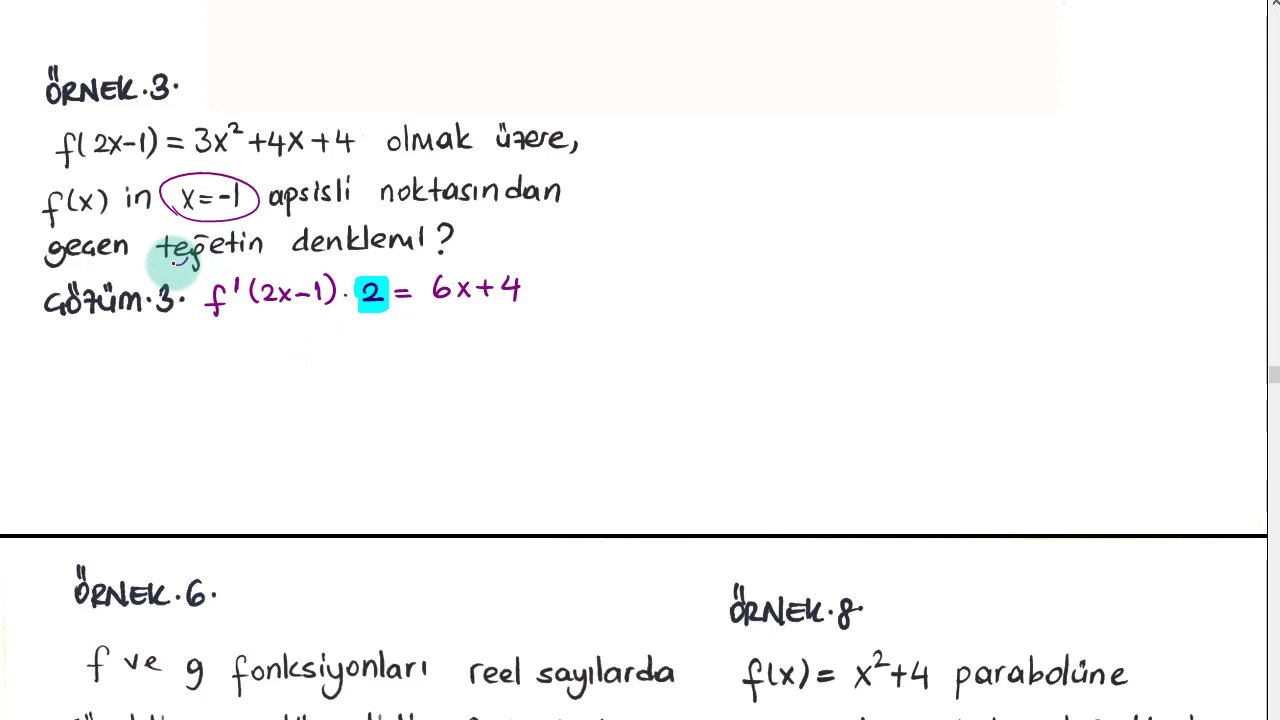 ÖRNEK.3.
f(2x-1) = 3x²+4x+4 olmak üzere,
f(x) in x=-1 apsisli noktasından
geçen teğetin denklemi?
ÇÖZÜM.3. f'(2x-1).2 = 6x+4
ÖRNEK.6.
f ve g fonksiyonları reel sayılarda
ÖRNEK.8.
f(x) = x²+4 parabolüne